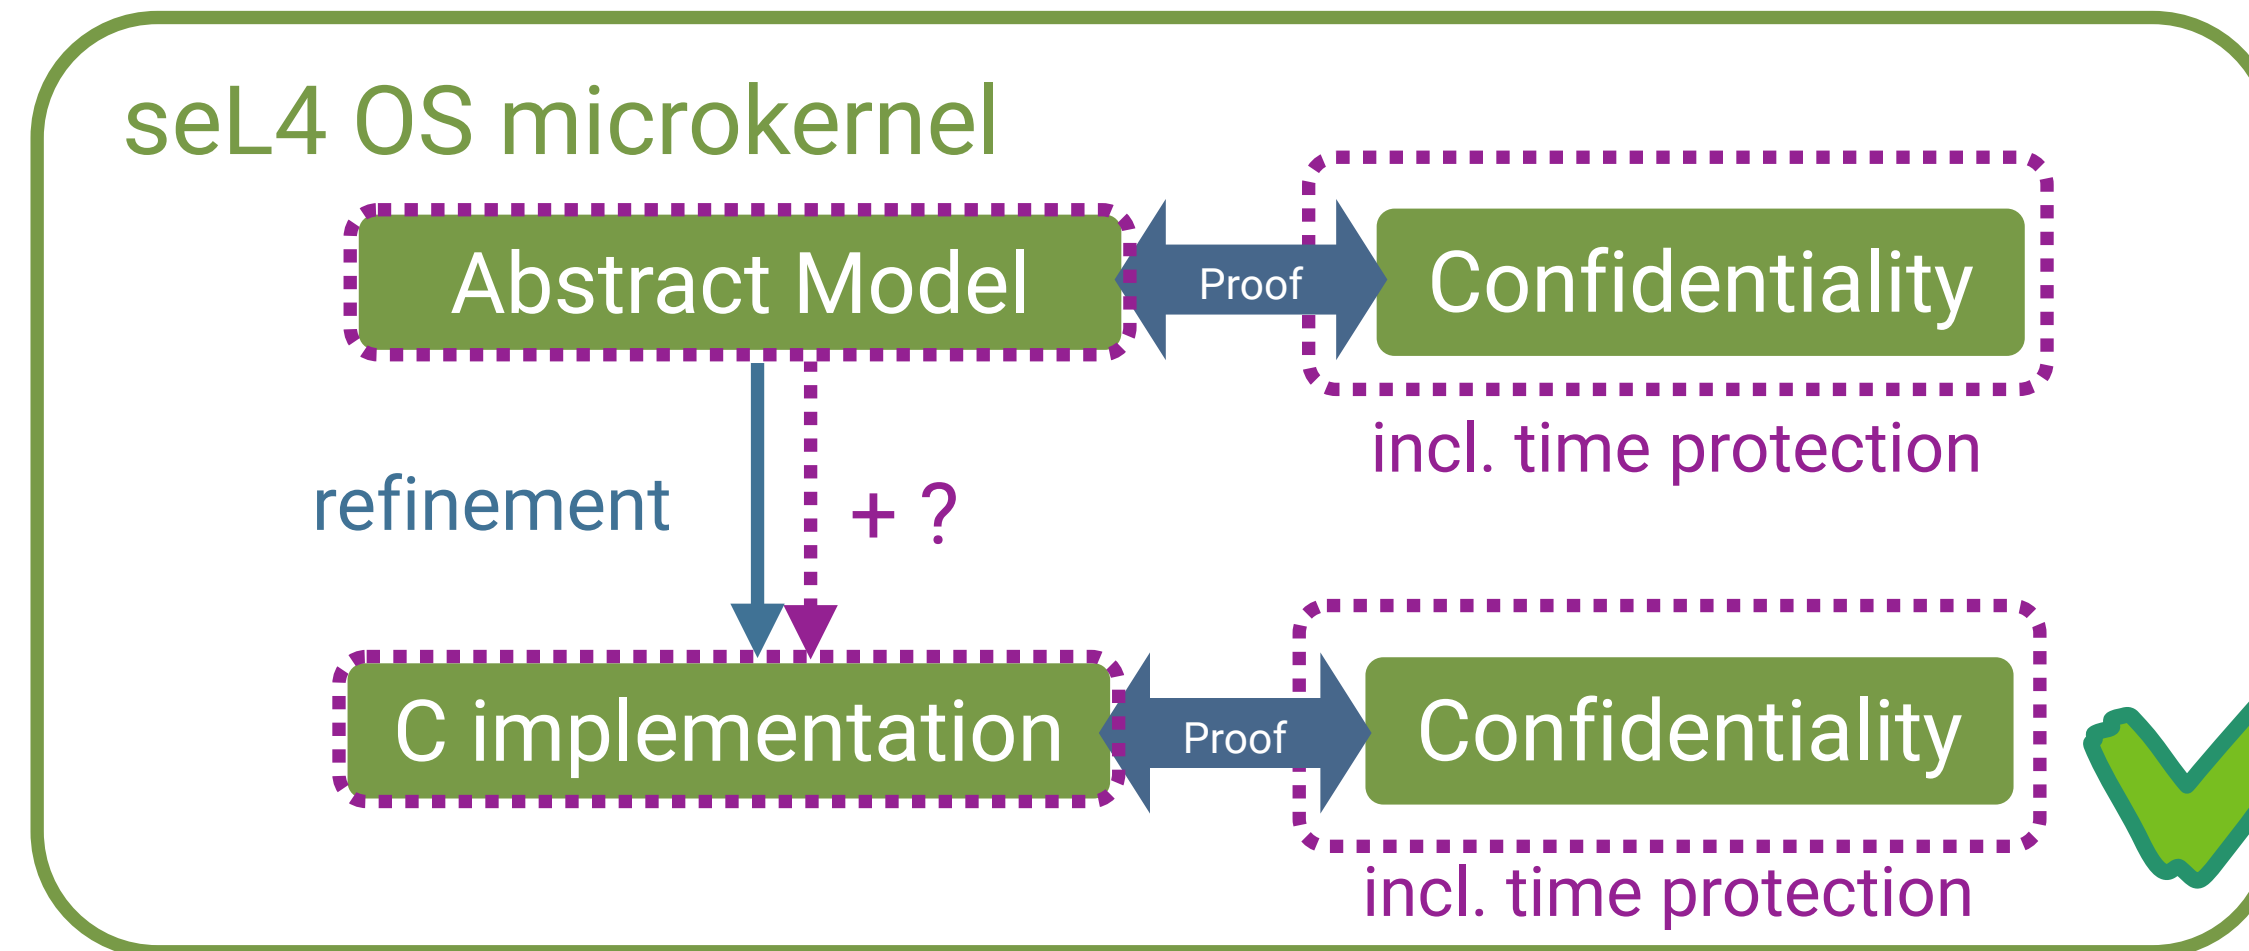 seL4 OS microkernel
Abstract Model
Proof
Confidentiality
incl. time protection
refinement
+ ?
C implementation
Proof
Confidentiality
incl. time protection